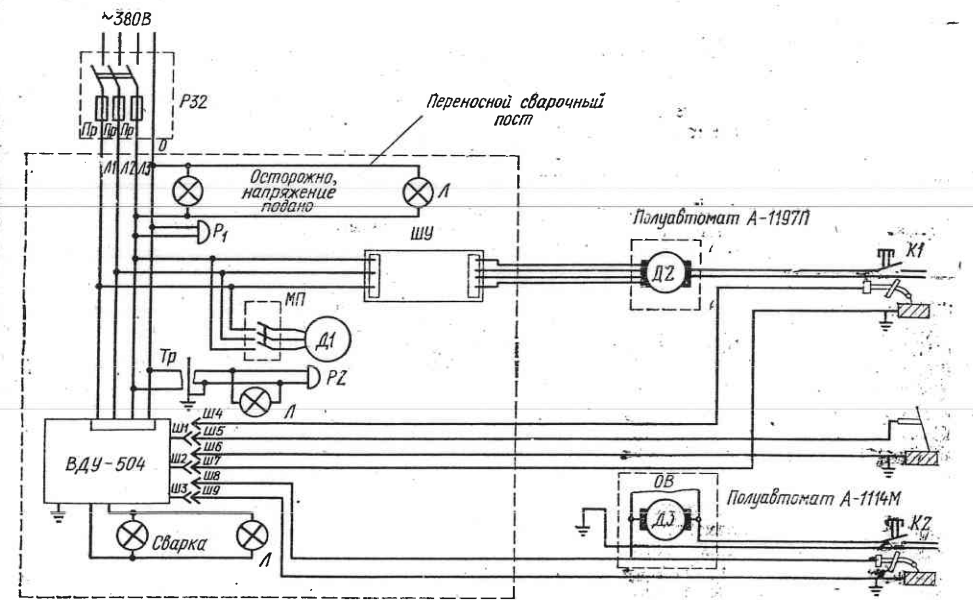 ~380В
Р32
Пр Пр Пр
О
Л1 Л2 Л3
Переносной сварочный
пост
Осторожно,
напряжение
подано
Л
Р1
ШУ
Полуавтомат А-1197П
К1
Д2
МП
Д1
Тр
Р2
Л
Ш4
Ш1
Ш5
Ш6
Ш2
Ш7
Ш8
Ш3
Ш9
ВДУ-504
Сварка
Л
ОВ
Полуавтомат А-1114М
Д3
К2